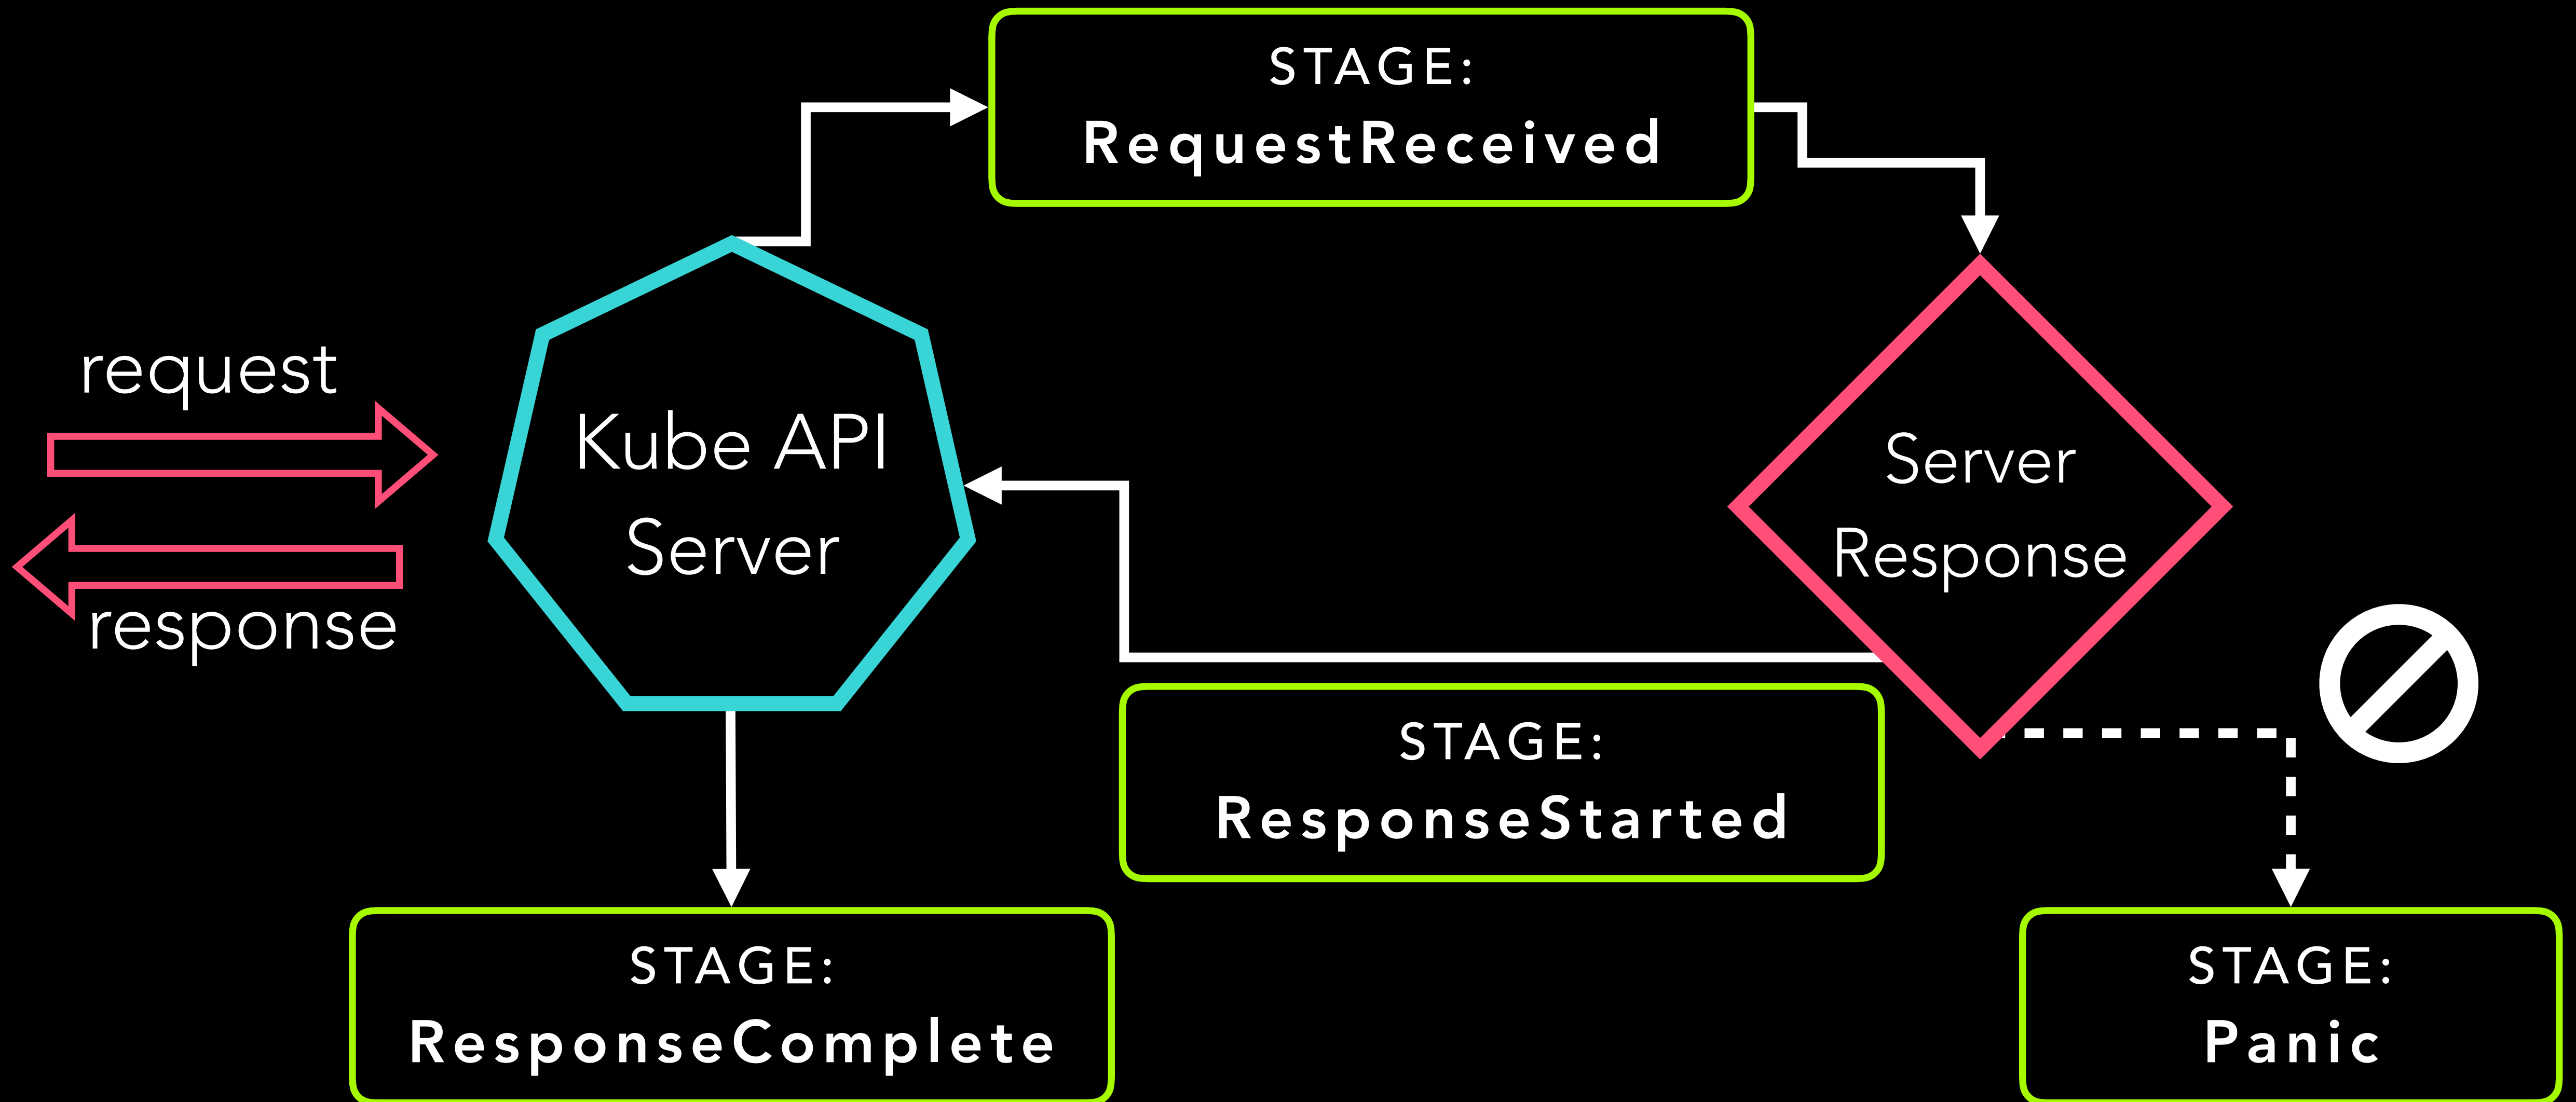 STAGE:
RequestReceived
request
response
Kube API
Server
Server
Response
STAGE:
ResponseStarted
STAGE:
ResponseComplete
STAGE:
Panic